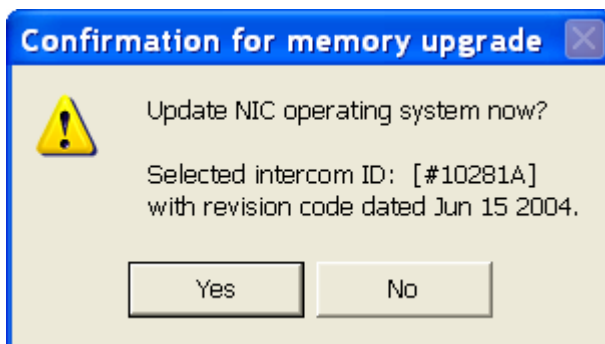 Confirmation for memory upgrade
Update NIC operating system now?
Selected intercom ID: [#10281A]
with revision code dated Jun 15 2004.
Yes
No